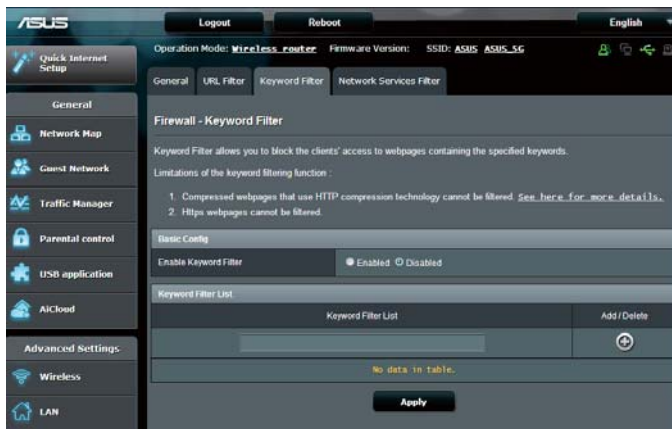 ASUS
Logout
Reboot
English
Quick Internet Setup
Operation Mode: Wireless router Firmware Version: SSID: ASUS ASUS_5G
General
URL Filter
Keyword Filter
Network Services Filter
General
Network Map
Guest Network
Traffic Manager
Parental control
USB application
AiCloud
Advanced Settings
Wireless
LAN
Firewall - Keyword Filter
Keyword Filter allows you to block the clients' access to webpages containing the specified keywords.
Limitations of the keyword filtering function :
1. Compressed webpages that use HTTP compression technology cannot be filtered. See here for more details.
2. Https webpages cannot be filtered.
Basic Config
Enable Keyword Filter
Enabled Disabled
Keyword Filter List
Keyword Filter List
Add / Delete
No data in table.
Apply